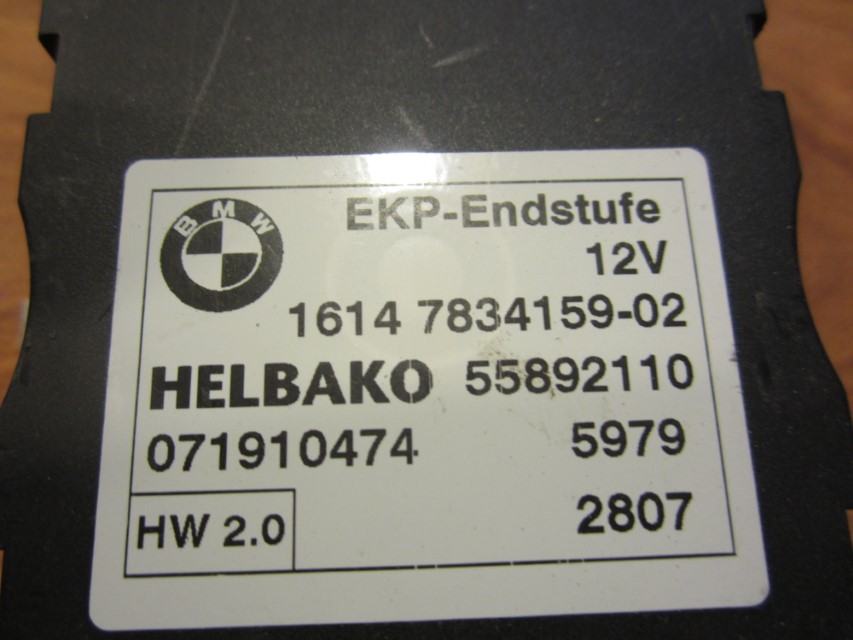 BMW
EKP-Endstufe
12V
1614 7834159-02
HELBAKO 55892110
071910474 5979
HW 2.0 2807